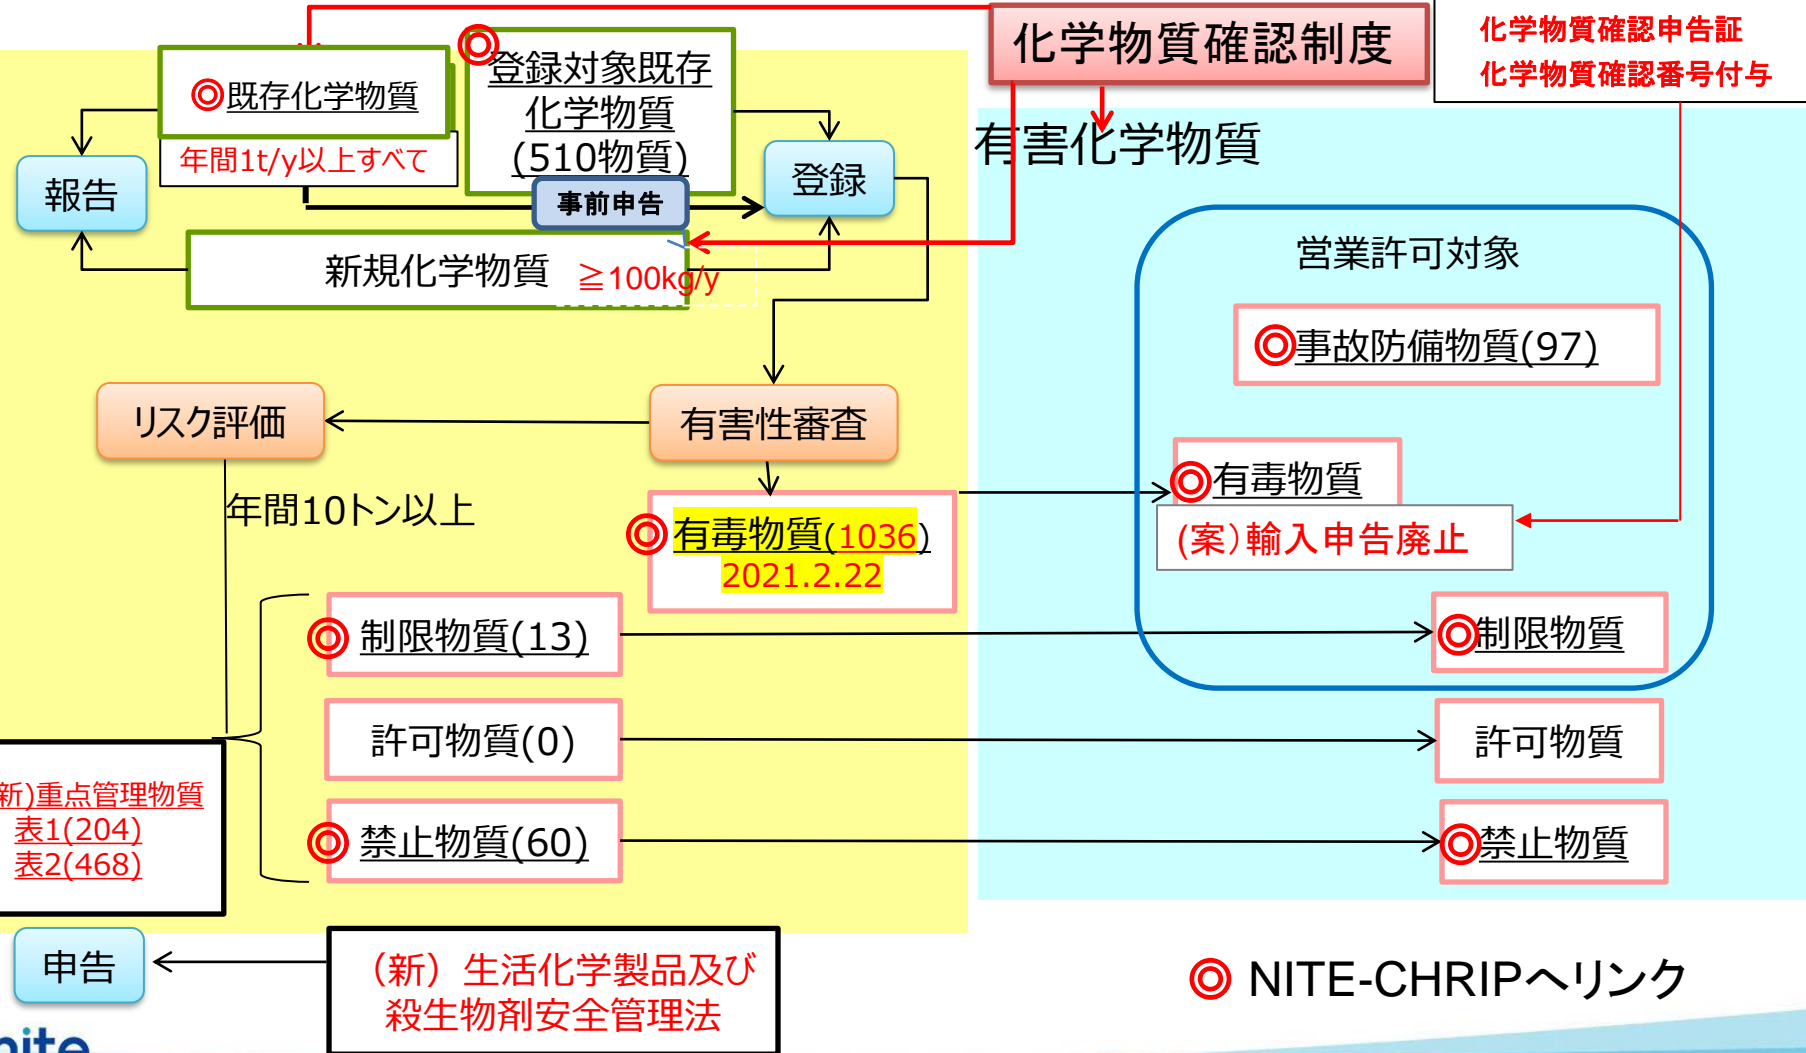 化学物質確認制度
化学物質確認申告証
化学物質確認番号付与
◎既存化学物質
年間1t/y以上すべて
◎登録対象既存
化学物質
(510物質)
報告
事前申告
登録
新規化学物質 ≧100kg/y
リスク評価
有害性審査
年間10トン以上
◎有毒物質(1036)
2021.2.22
◎制限物質(13)
許可物質(0)
◎禁止物質(60)
新)重点管理物質
表1(204)
表2(468)
申告
（新）生活化学製品及び
殺生物剤安全管理法
有害化学物質
営業許可対象
◎事故防備物質(97)
◎有毒物質
(案)輸入申告廃止
◎制限物質
許可物質
◎禁止物質
◎ NITE-CHRIPへリンク
nite